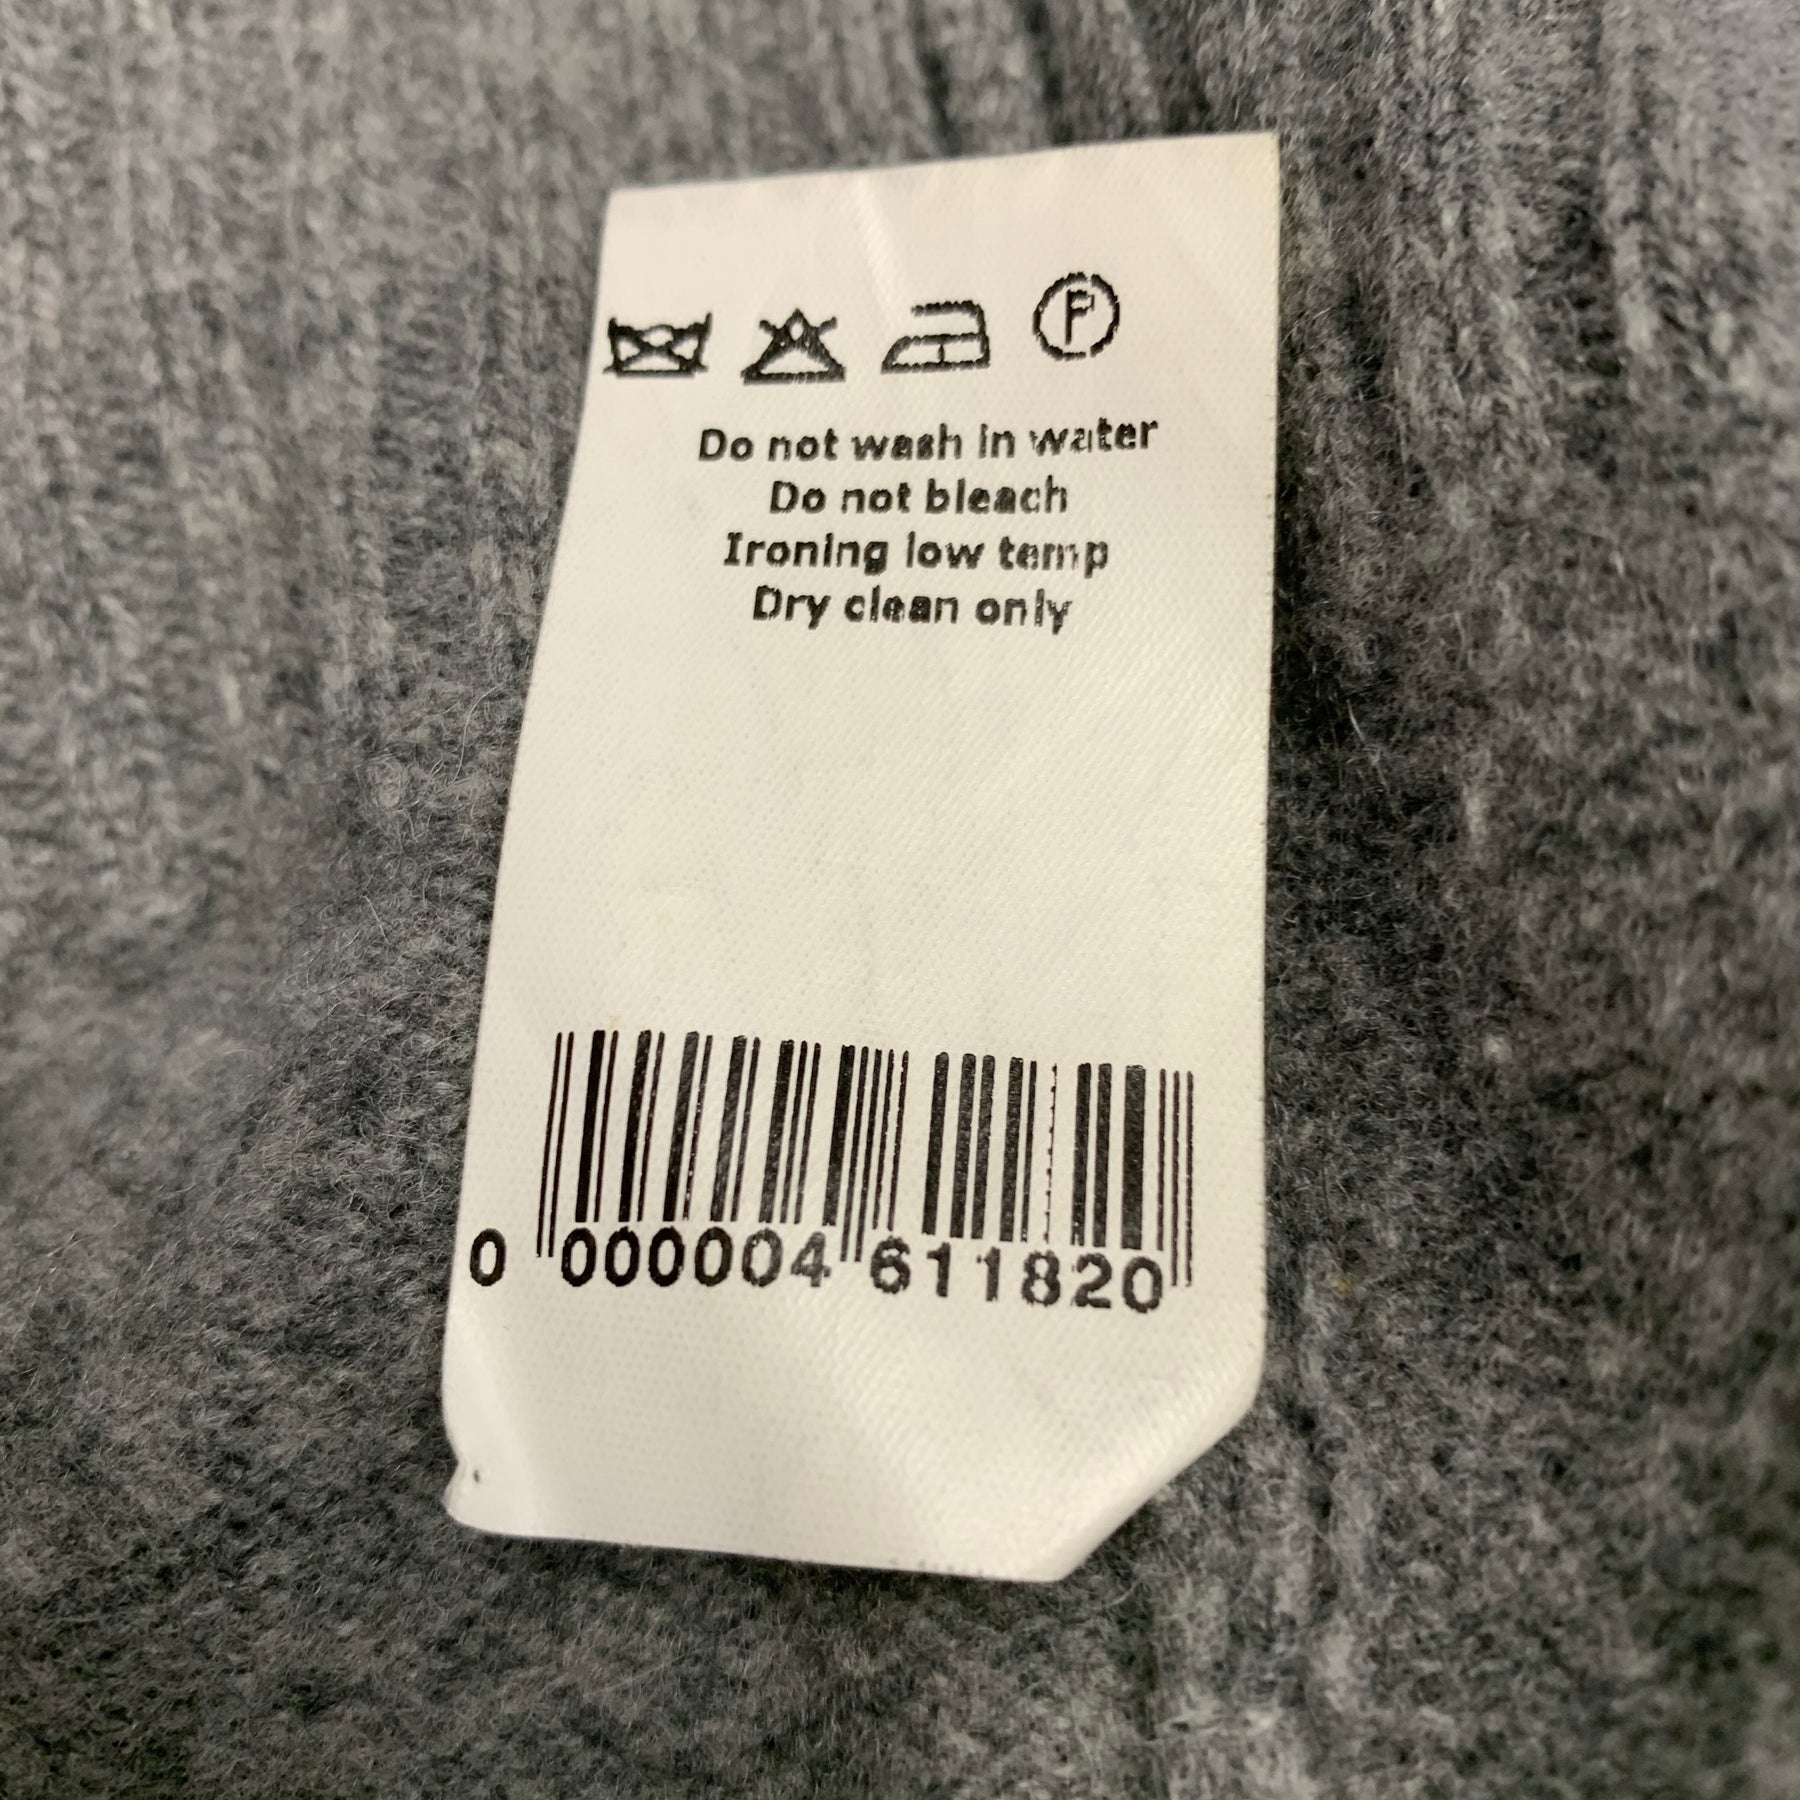 P
Do not wash in water
Do not bleach
Ironing low temp
Dry clean only
0 000004 611820